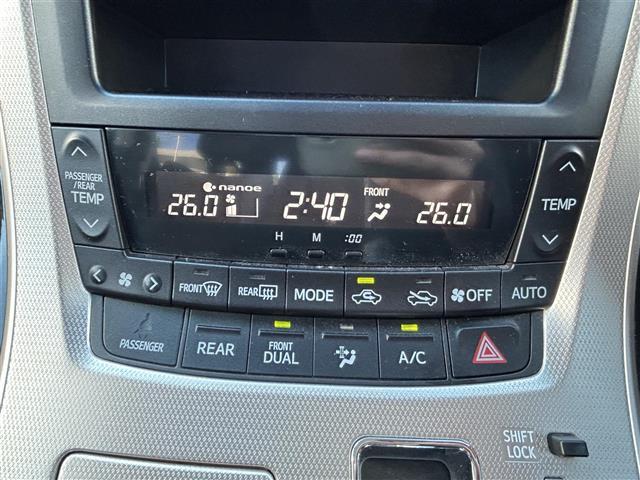 nanoe
26.0 2:40 FRONT 26.0
PASSENGER
/REAR
TEMP
TEMP
H M :00
FRONT REAR MODE OFF AUTO
PASSENGER REAR FRONT
DUAL A/C
SHIFT
LOCK